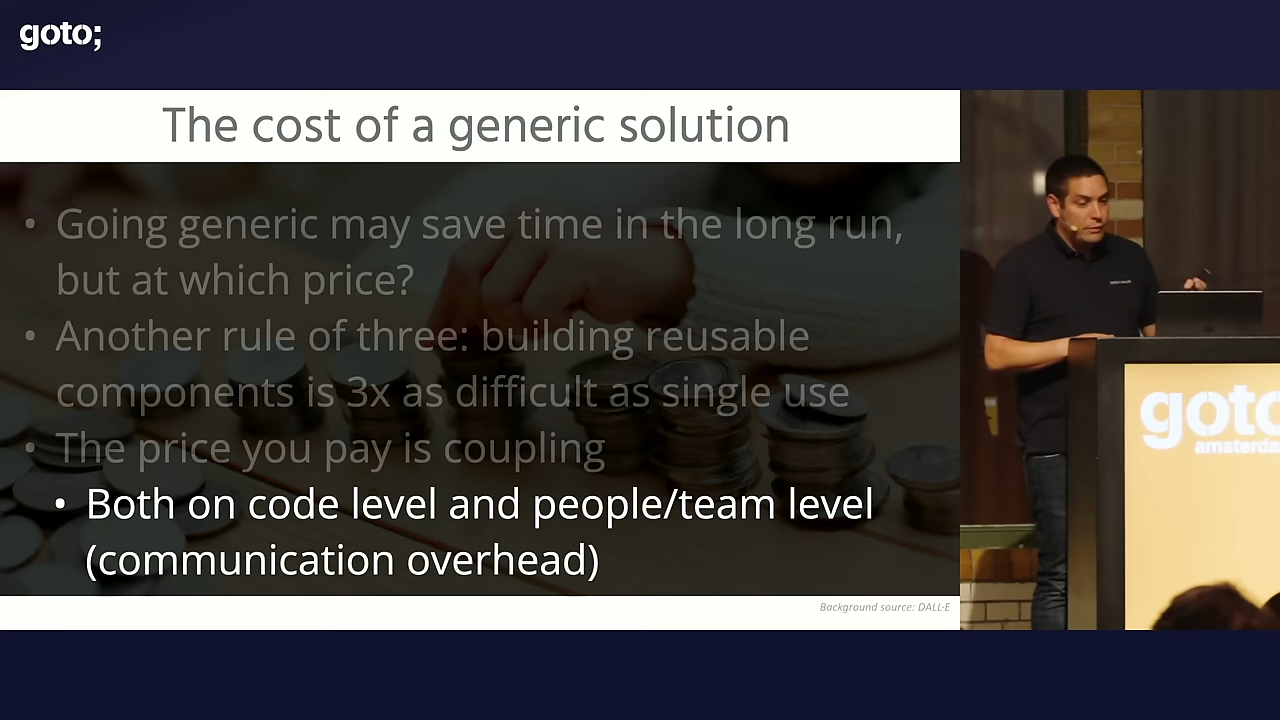 goto;
The cost of a generic solution
• Going generic may save time in the long run,
but at which price?
• Another rule of three: building reusable
components is 3x as difficult as single use
• The price you pay is coupling
• Both on code level and people/team level
(communication overhead)
Background source: DALL·E
goto
amsterda